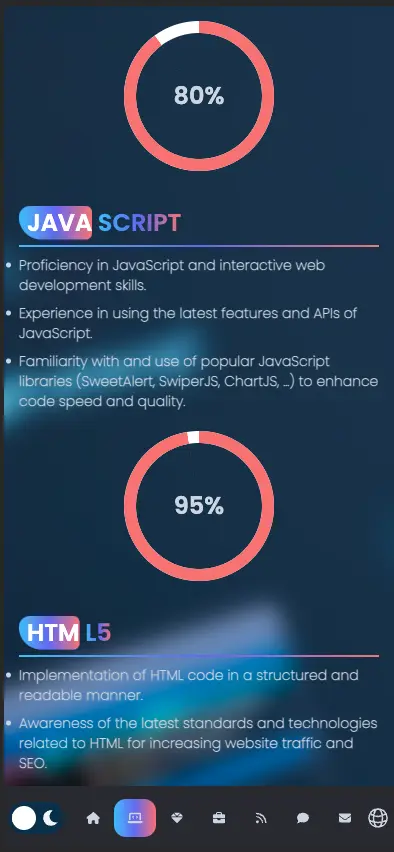 80%
JAVA SCRIPT
Proficiency in JavaScript and interactive web
development skills.
Experience in using the latest features and APIs of
JavaScript.
Familiarity with and use of popular JavaScript
libraries (SweetAlert, SwiperJS, ChartJS, ...) to enhance
code speed and quality.
95%
HTM L5
Implementation of HTML code in a structured and
readable manner.
Awareness of the latest standards and technologies
related to HTML for increasing website traffic and
SEO.